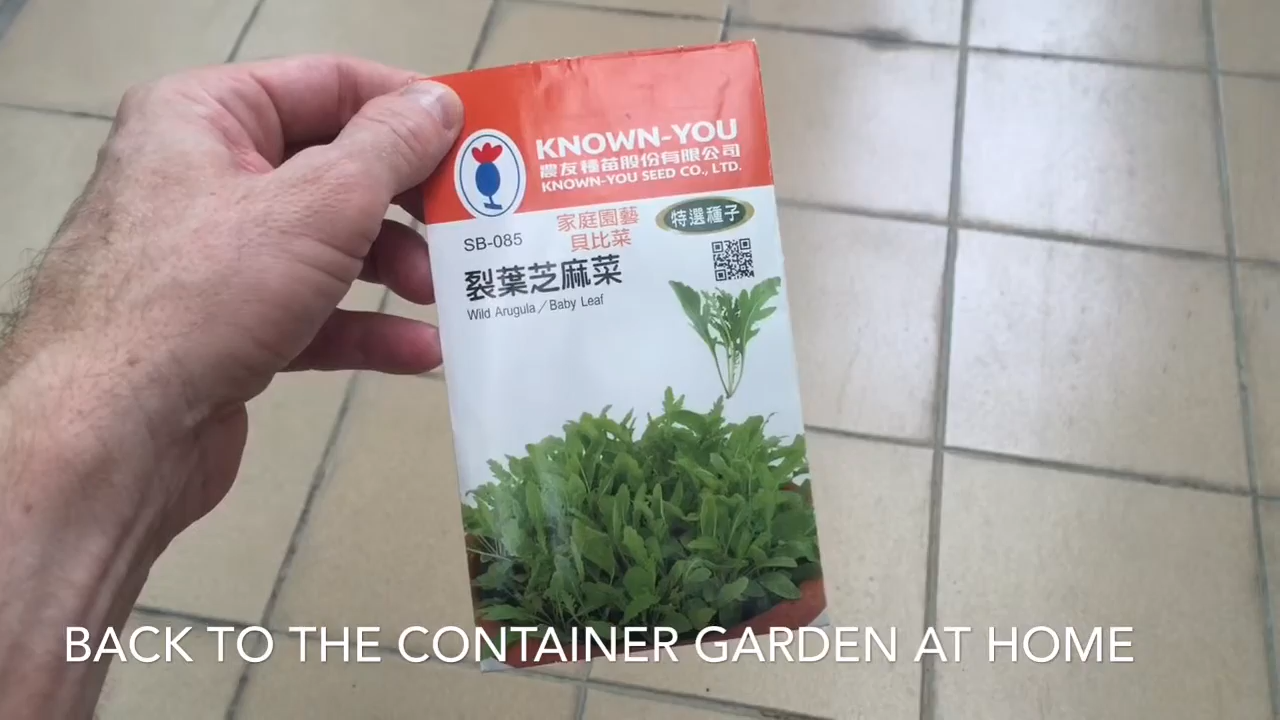 KNOWN-YOU
農友種苗股份有限公司
KNOWN-YOU SEED CO., LTD.
SB-085
家庭園藝
貝比菜
特選種子
裂葉芝麻菜
Wild Arugula／Baby Leaf
BACK TO THE CONTAINER GARDEN AT HOME